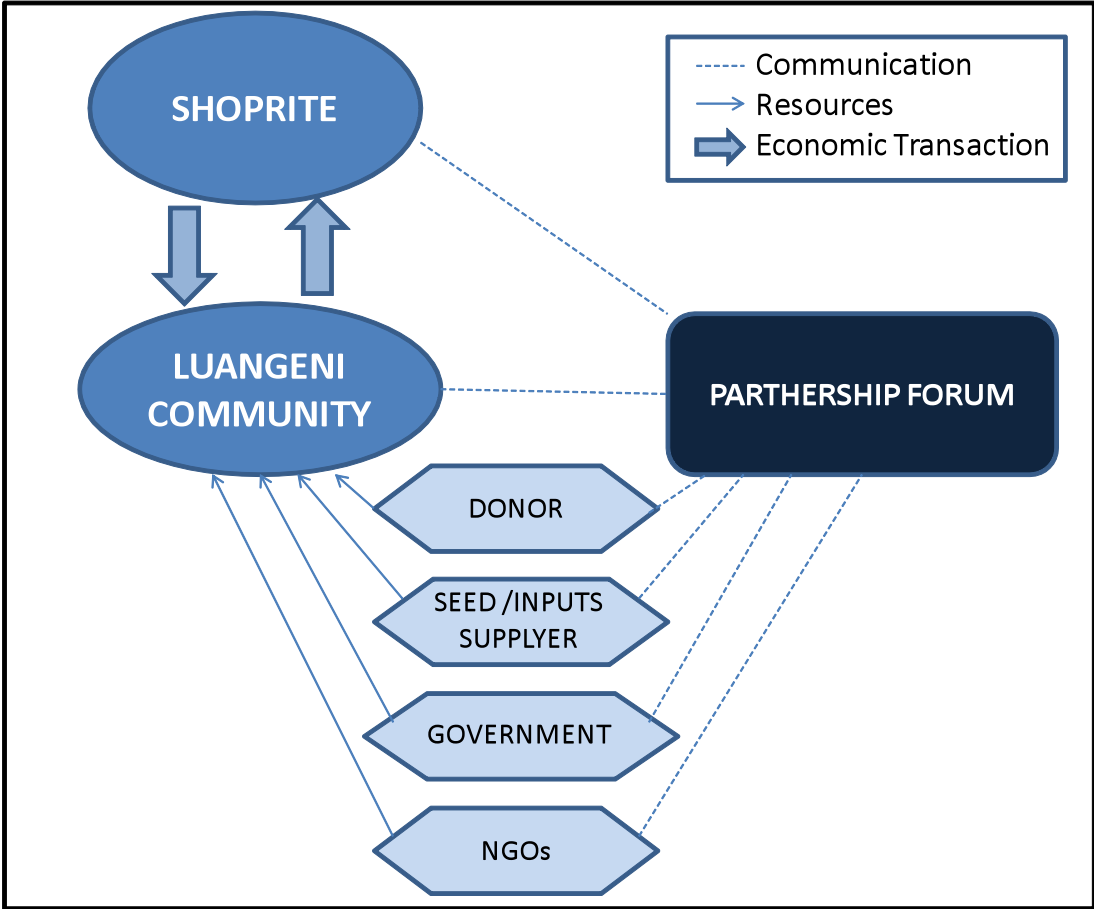 SHOPRITE
Communication
Resources
Economic Transaction
LUANGENI
COMMUNITY
PARTHERSHIP FORUM
DONOR
SEED /INPUTS
SUPPLYER
GOVERNMENT
NGOs